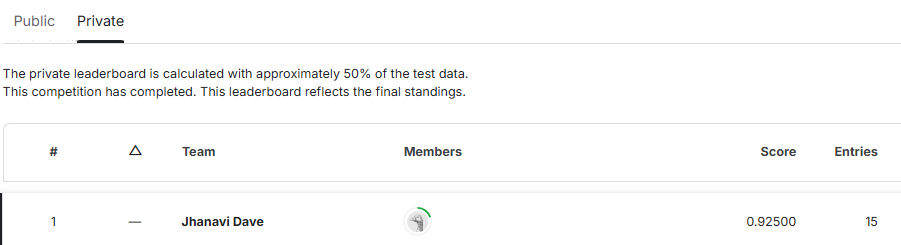 Public Private
The private leaderboard is calculated with approximately 50% of the test data.
This competition has completed. This leaderboard reflects the final standings.
# △ Team Members Score Entries
1 — Jhanavi Dave 0.92500 15